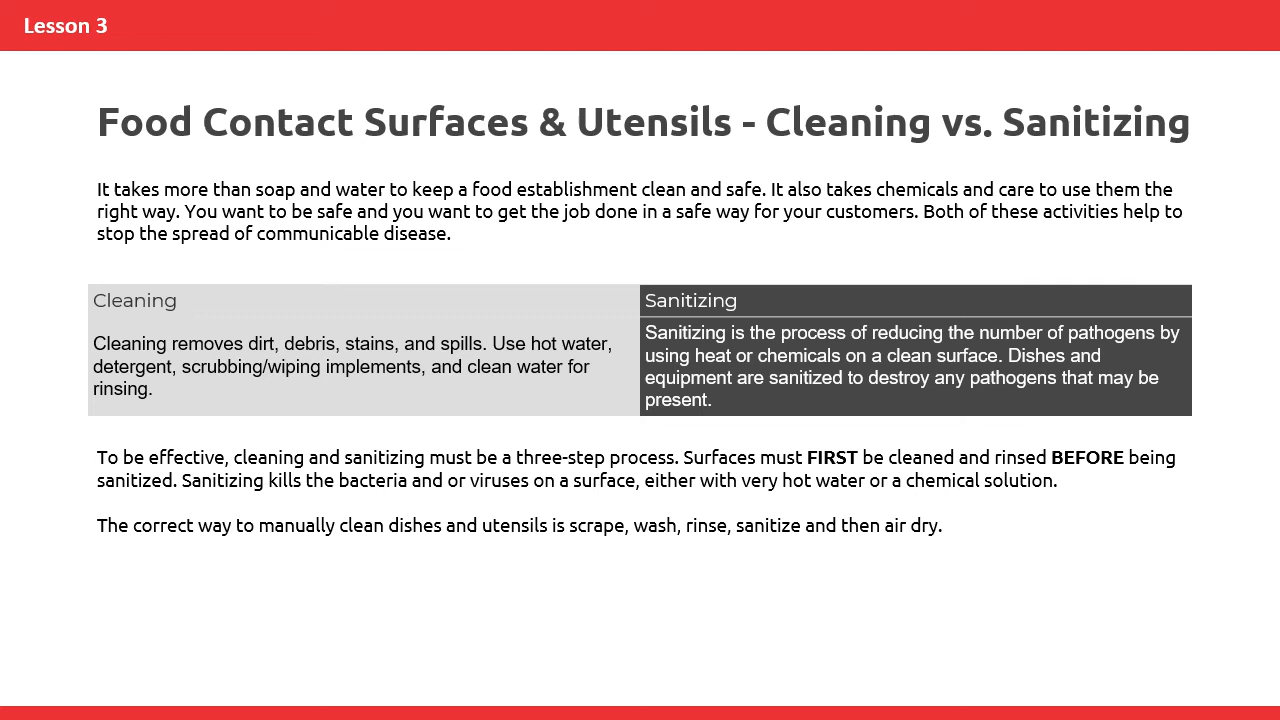 Lesson 3
Food Contact Surfaces & Utensils - Cleaning vs. Sanitizing
It takes more than soap and water to keep a food establishment clean and safe. It also takes chemicals and care to use them the
right way. You want to be safe and you want to get the job done in a safe way for your customers. Both of these activities help to
stop the spread of communicable disease.
Cleaning
Cleaning removes dirt, debris, stains, and spills. Use hot water,
detergent, scrubbing/wiping implements, and clean water for
rinsing.
Sanitizing
Sanitizing is the process of reducing the number of pathogens by
using heat or chemicals on a clean surface. Dishes and
equipment are sanitized to destroy any pathogens that may be
present.
To be effective, cleaning and sanitizing must be a three-step process. Surfaces must FIRST be cleaned and rinsed BEFORE being
sanitized. Sanitizing kills the bacteria and or viruses on a surface, either with very hot water or a chemical solution.
The correct way to manually clean dishes and utensils is scrape, wash, rinse, sanitize and then air dry.